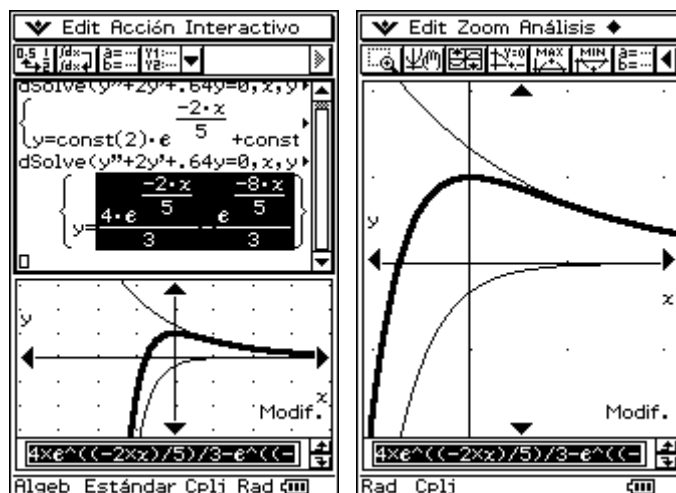 Edit Acción Interactivo
dSolve(y''+2y'+.64y=0,x,y
{y=const(2)·e^(-2·x/5)+const
dSolve(y''+2y'+.64y=0,x,y
{y=4·e^(-2·x/5)/3-e^(-8·x/5)/3}
y
x
Modif.
4×e^((-2×x)/5)/3-e^((-
Algeb Estándar Cpli Rad
Edit Zoom Análisis
y
x
Modif.
4×e^((-2×x)/5)/3-e^((-
Rad Cpli